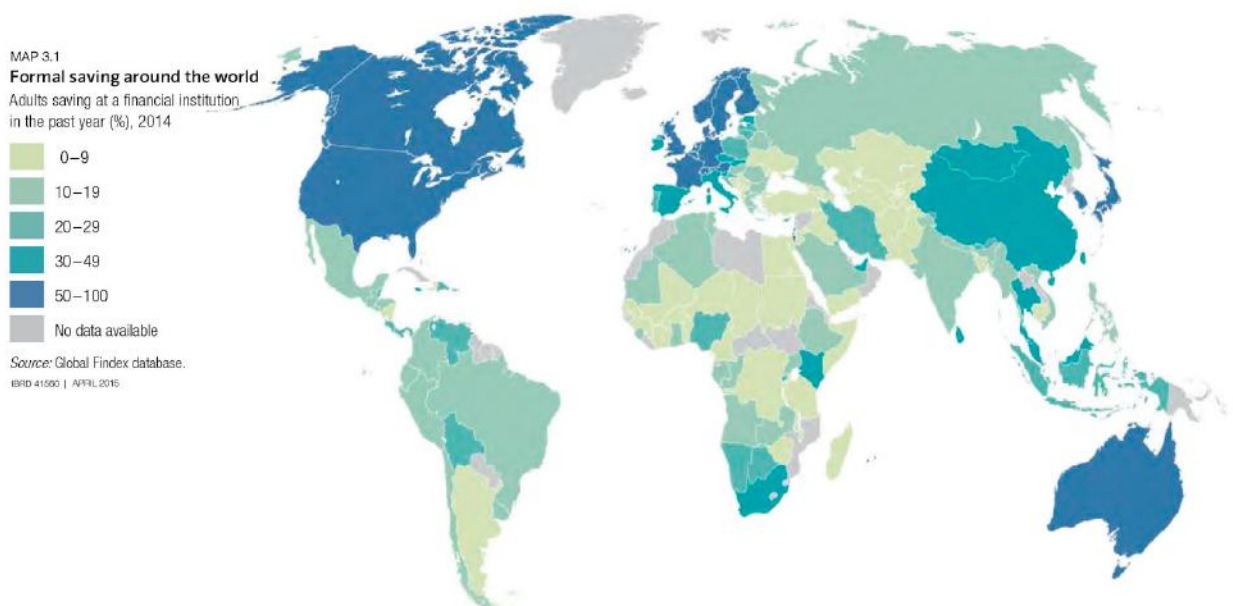 MAP 3.1
Formal saving around the world
Adults saving at a financial institution
in the past year (%), 2014
0–9
10–19
20–29
30–49
50–100
No data available
Source: Global Findex database.
IBRD 41560 | APRIL 2015